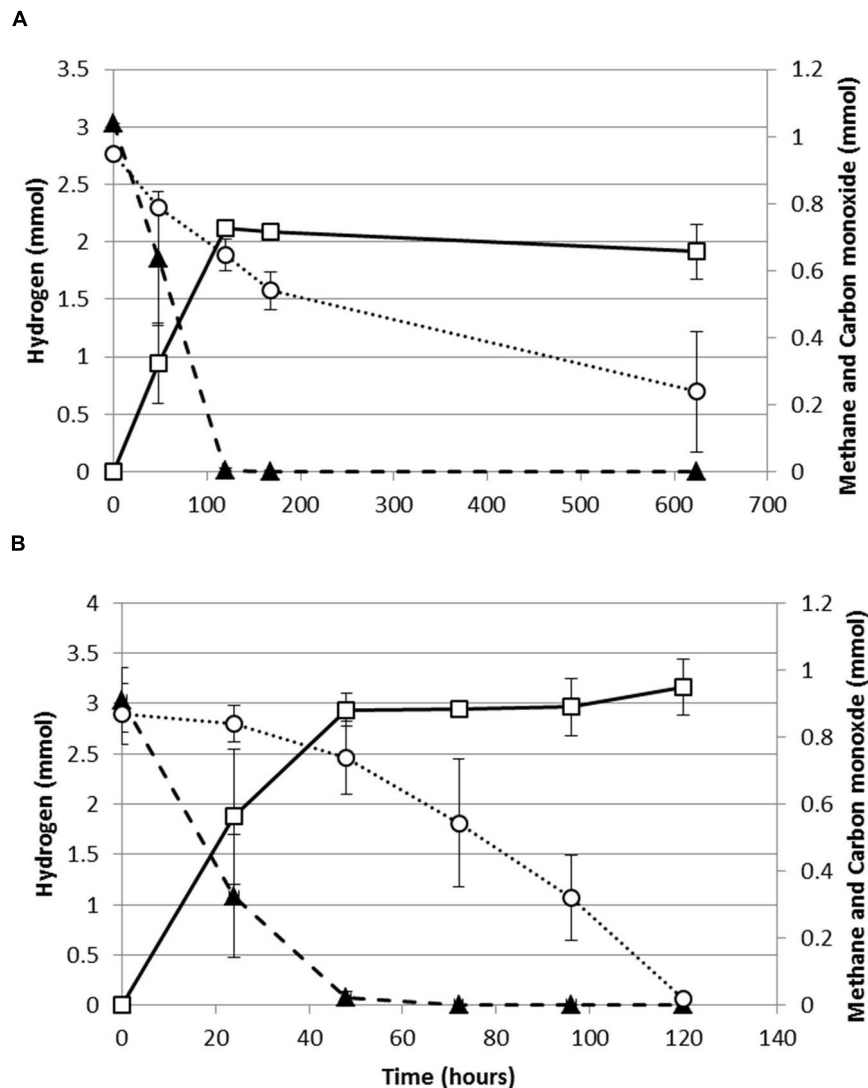 A
3.5 1.2
3 1
2.5 0.8
2
1.5 0.6
1 0.4
0.5 0.2
0 0
0 100 200 300 400 500 600 700
Hydrogen (mmol)
Methane and Carbon monoxide (mmol)
B
4 1.2
3.5 1
3
2.5 0.8
2 0.6
1.5
1 0.4
0.5 0.2
0 0
0 20 40 60 80 100 120 140
Hydrogen (mmol)
Methane and Carbon monoxde (mmol)
Time (hours)